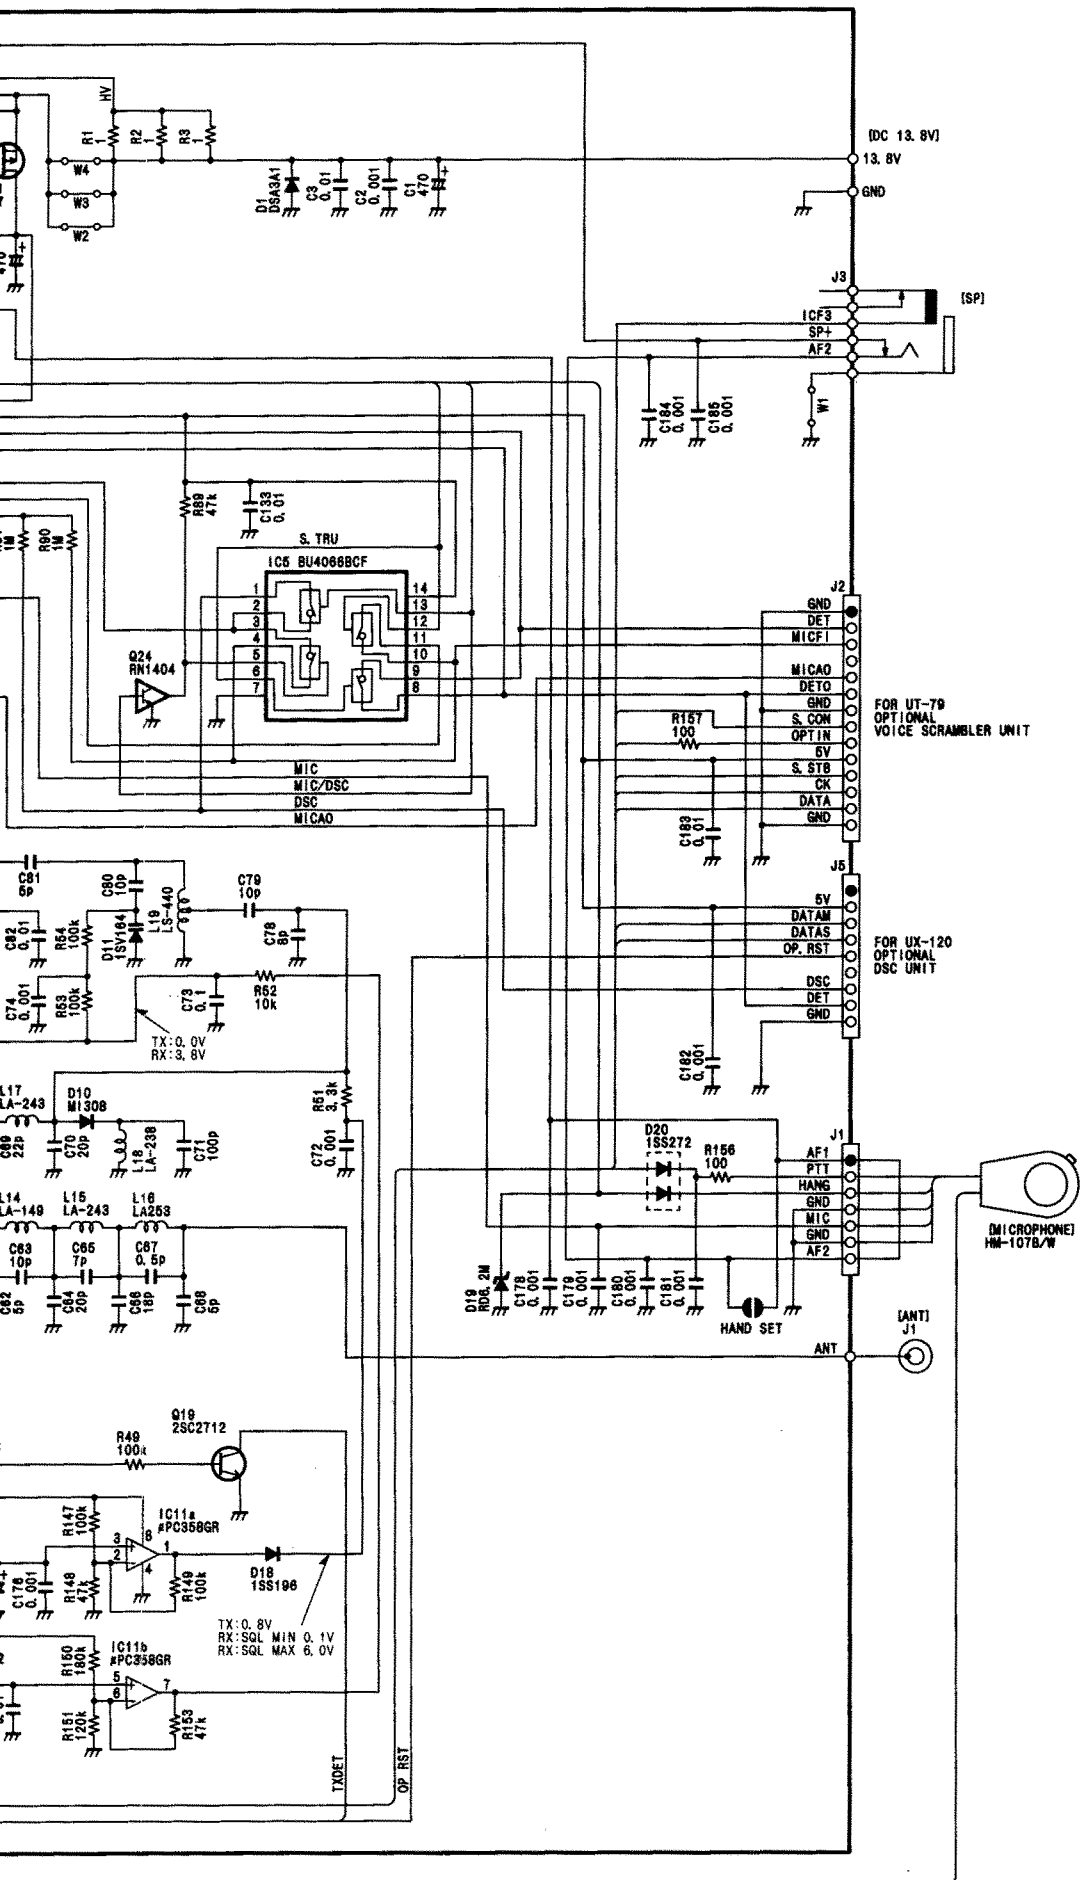 HV
R1
1
R2
1
R3
1
W4
W3
W2
D1
DSA3A1
C3
0.01
C2
0.001
C1
470
+
[DC 13.8V]
13.8V
GND
470
+
J3
[SP]
ICF3
SP+
AF2
W1
C184
0.001
C185
0.001
R89
47k
C133
0.01
1M
R90
1M
S.TRU
IC5 BU4066BCF
1
2
3
4
5
6
7
14
13
12
11
10
9
8
Q24
RN1404
MIC
MIC/DSC
DSC
MICAO
J2
GND
DET
MICFI
MICAO
DETO
GND
S.CON
OPTIN
5V
S.STB
CK
DATA
GND
R157
100
C183
0.01
FOR UT-79
OPTIONAL
VOICE SCRAMBLER UNIT
C81
5p
C80
10p
L19
LS-440
C79
10p
C78
8p
C82
0.01
R54
100k
D11
1SV164
C74
0.001
R53
100k
C73
0.1
R52
10k
TX:0.0V
RX:3.8V
J5
5V
DATAM
DATAS
OP.RST
DSC
DET
GND
FOR UX-120
OPTIONAL
DSC UNIT
C182
0.001
L17
LA-243
D10
MI308
C69
22p
C70
20p
L18
LA-238
C71
100p
R51
3.3k
C72
0.001
D20
1SS272
R156
100
J1
AF1
PTT
HANG
GND
MIC
GND
AF2
[MICROPHONE]
HM-107B/W
L14
LA-149
L15
LA-243
L16
LA253
C63
10p
C65
7p
C67
0.5p
C62
5p
C64
20p
C66
18p
C68
5p
D19
RD6.2M
C178
0.001
C179
0.001
C180
0.001
C181
0.001
HAND SET
[ANT]
J1
ANT
Q19
2SC2712
R49
100k
R147
100k
IC11a
µPC358GR
3
2
8
1
4
C176
0.001
R148
47k
R149
100k
D18
1SS196
TX:0.8V
RX:SQL MIN 0.1V
RX:SQL MAX 6.0V
R150
180k
IC11b
µPC358GR
5
6
7
R151
120k
R153
47k
TXDET
OP RST